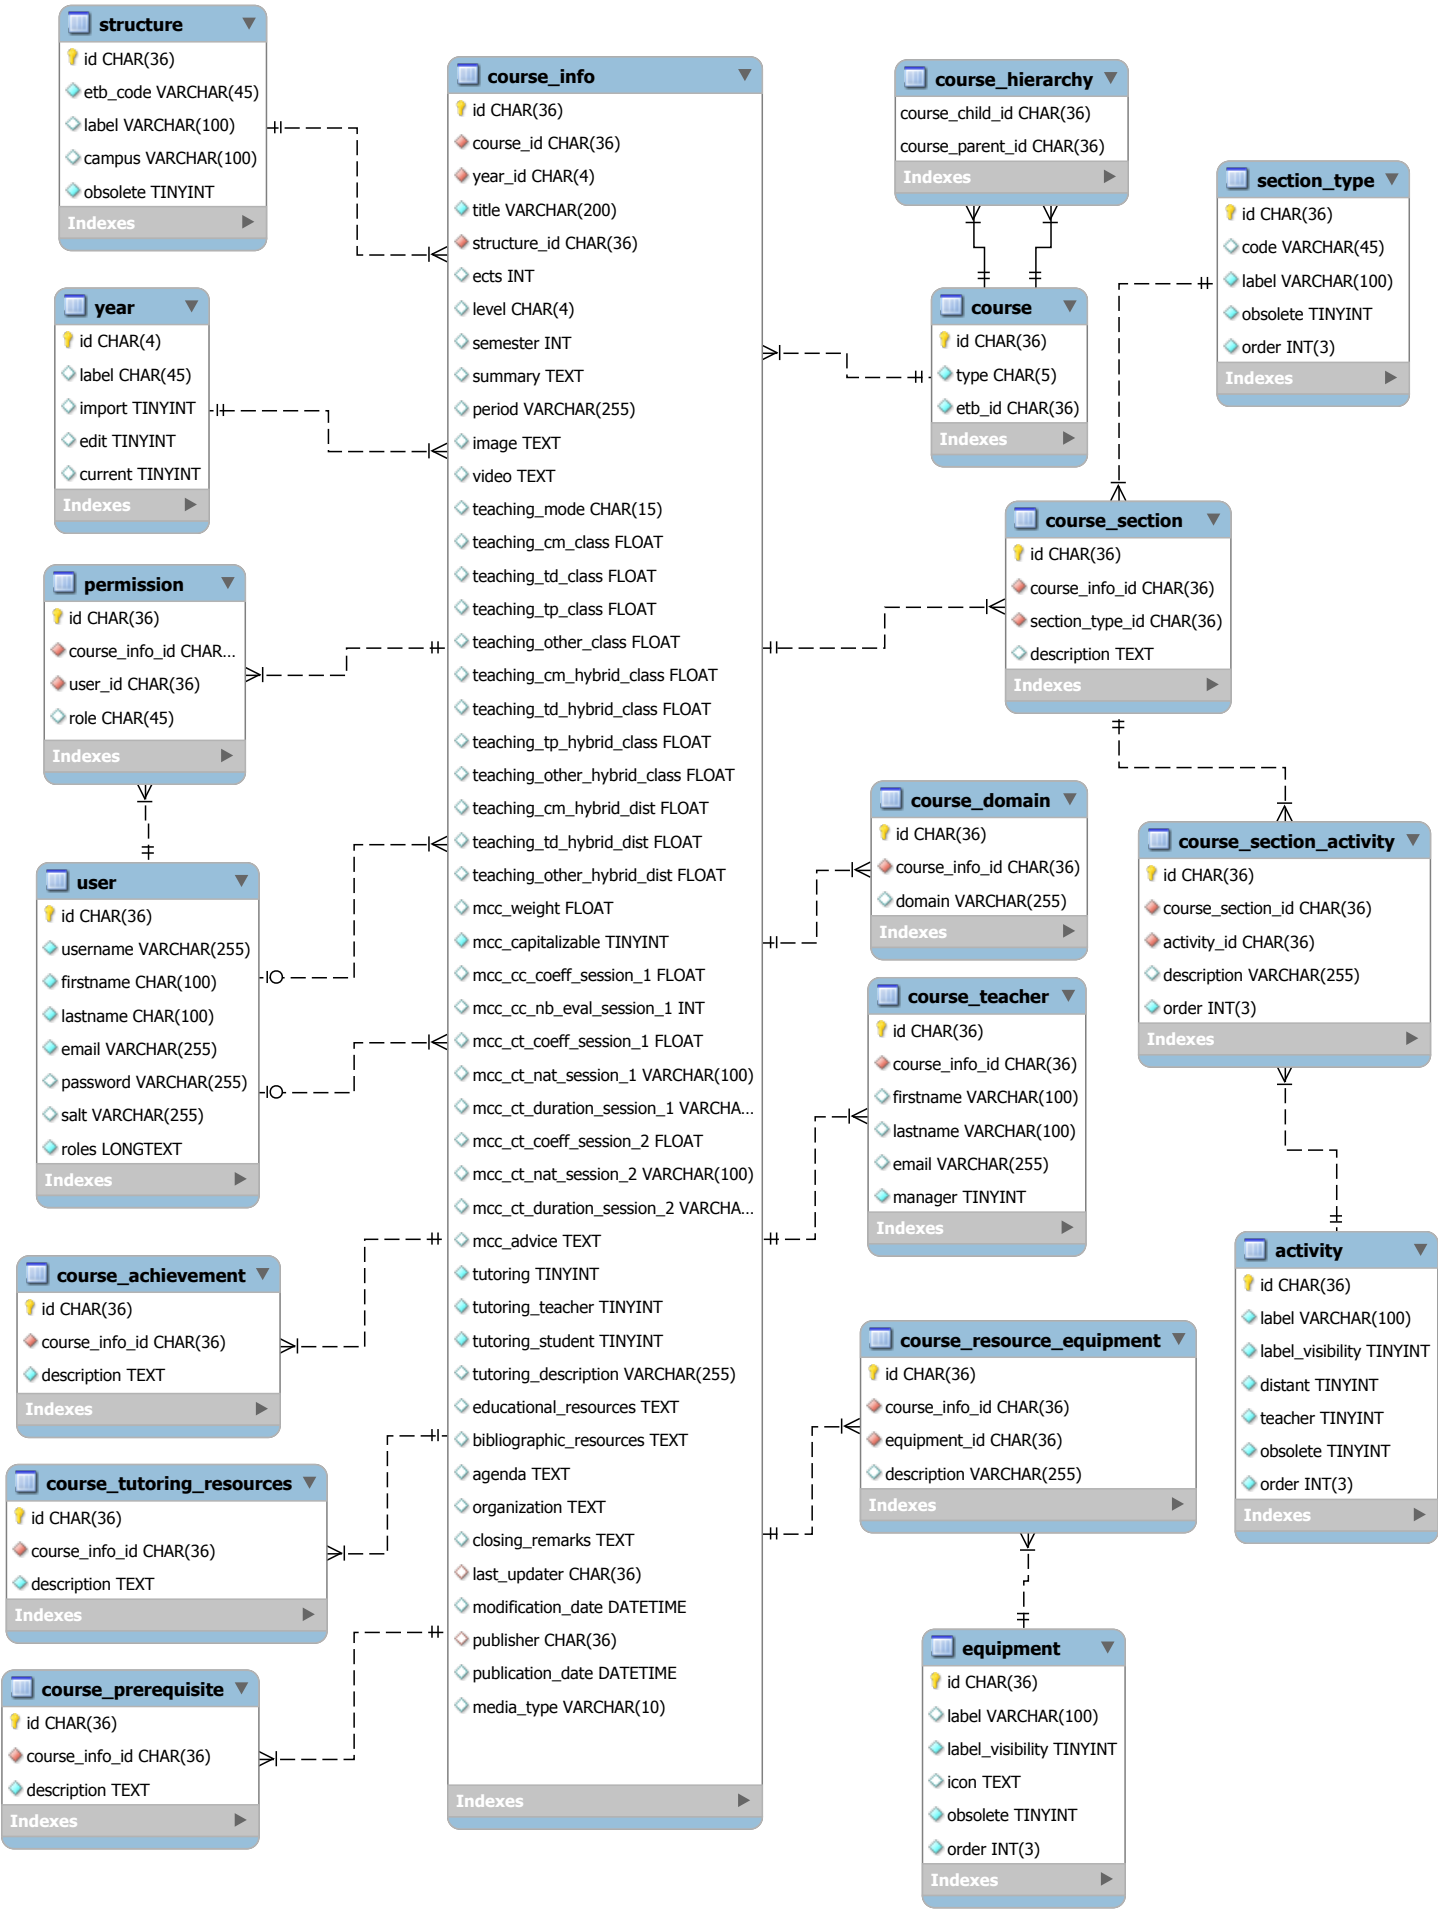 structure
id CHAR(36)
etb_code VARCHAR(45)
label VARCHAR(100)
campus VARCHAR(100)
obsolete TINYINT
Indexes
year
id CHAR(4)
label CHAR(45)
import TINYINT
edit TINYINT
current TINYINT
Indexes
permission
id CHAR(36)
course_info_id CHAR...
user_id CHAR(36)
role CHAR(45)
Indexes
user
id CHAR(36)
username VARCHAR(255)
firstname CHAR(100)
lastname CHAR(100)
email VARCHAR(255)
password VARCHAR(255)
salt VARCHAR(255)
roles LONGTEXT
Indexes
course_achievement
id CHAR(36)
course_info_id CHAR(36)
description TEXT
Indexes
course_tutoring_resources
id CHAR(36)
course_info_id CHAR(36)
description TEXT
Indexes
course_prerequisite
id CHAR(36)
course_info_id CHAR(36)
description TEXT
Indexes
course_info
id CHAR(36)
course_id CHAR(36)
year_id CHAR(4)
title VARCHAR(200)
structure_id CHAR(36)
ects INT
level CHAR(4)
semester INT
summary TEXT
period VARCHAR(255)
image TEXT
video TEXT
teaching_mode CHAR(15)
teaching_cm_class FLOAT
teaching_td_class FLOAT
teaching_tp_class FLOAT
teaching_other_class FLOAT
teaching_cm_hybrid_class FLOAT
teaching_td_hybrid_class FLOAT
teaching_tp_hybrid_class FLOAT
teaching_other_hybrid_class FLOAT
teaching_cm_hybrid_dist FLOAT
teaching_td_hybrid_dist FLOAT
teaching_other_hybrid_dist FLOAT
mcc_weight FLOAT
mcc_capitalizable TINYINT
mcc_cc_coeff_session_1 FLOAT
mcc_cc_nb_eval_session_1 INT
mcc_ct_coeff_session_1 FLOAT
mcc_ct_nat_session_1 VARCHAR(100)
mcc_ct_duration_session_1 VARCHA...
mcc_ct_coeff_session_2 FLOAT
mcc_ct_nat_session_2 VARCHAR(100)
mcc_ct_duration_session_2 VARCHA...
mcc_advice TEXT
tutoring TINYINT
tutoring_teacher TINYINT
tutoring_student TINYINT
tutoring_description VARCHAR(255)
educational_resources TEXT
bibliographic_resources TEXT
agenda TEXT
organization TEXT
closing_remarks TEXT
last_updater CHAR(36)
modification_date DATETIME
publisher CHAR(36)
publication_date DATETIME
media_type VARCHAR(10)
Indexes
course_hierarchy
course_child_id CHAR(36)
course_parent_id CHAR(36)
Indexes
course
id CHAR(36)
type CHAR(5)
etb_id CHAR(36)
Indexes
section_type
id CHAR(36)
code VARCHAR(45)
label VARCHAR(100)
obsolete TINYINT
order INT(3)
Indexes
course_section
id CHAR(36)
course_info_id CHAR(36)
section_type_id CHAR(36)
description TEXT
Indexes
course_domain
id CHAR(36)
course_info_id CHAR(36)
domain VARCHAR(255)
Indexes
course_section_activity
id CHAR(36)
course_section_id CHAR(36)
activity_id CHAR(36)
description VARCHAR(255)
order INT(3)
Indexes
course_teacher
id CHAR(36)
course_info_id CHAR(36)
firstname VARCHAR(100)
lastname VARCHAR(100)
email VARCHAR(255)
manager TINYINT
Indexes
activity
id CHAR(36)
label VARCHAR(100)
label_visibility TINYINT
distant TINYINT
teacher TINYINT
obsolete TINYINT
order INT(3)
Indexes
course_resource_equipment
id CHAR(36)
course_info_id CHAR(36)
equipment_id CHAR(36)
description VARCHAR(255)
Indexes
equipment
id CHAR(36)
label VARCHAR(100)
label_visibility TINYINT
icon TEXT
obsolete TINYINT
order INT(3)
Indexes